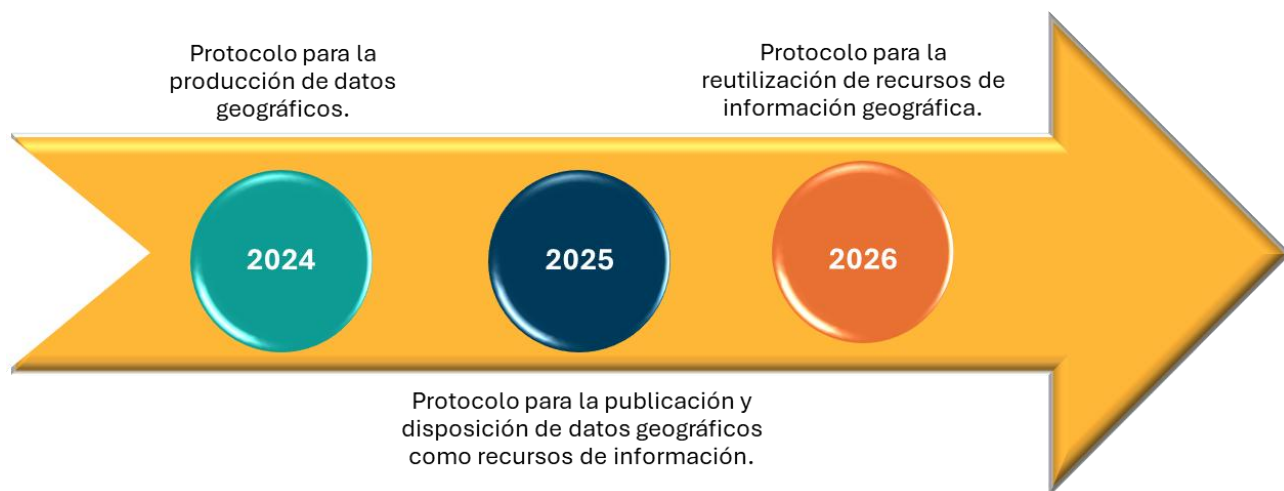 Protocolo para la
producción de datos
geográficos.
Protocolo para la
reutilización de recursos de
información geográfica.
2024
2025
2026
Protocolo para la publicación y
disposición de datos geográficos
como recursos de información.